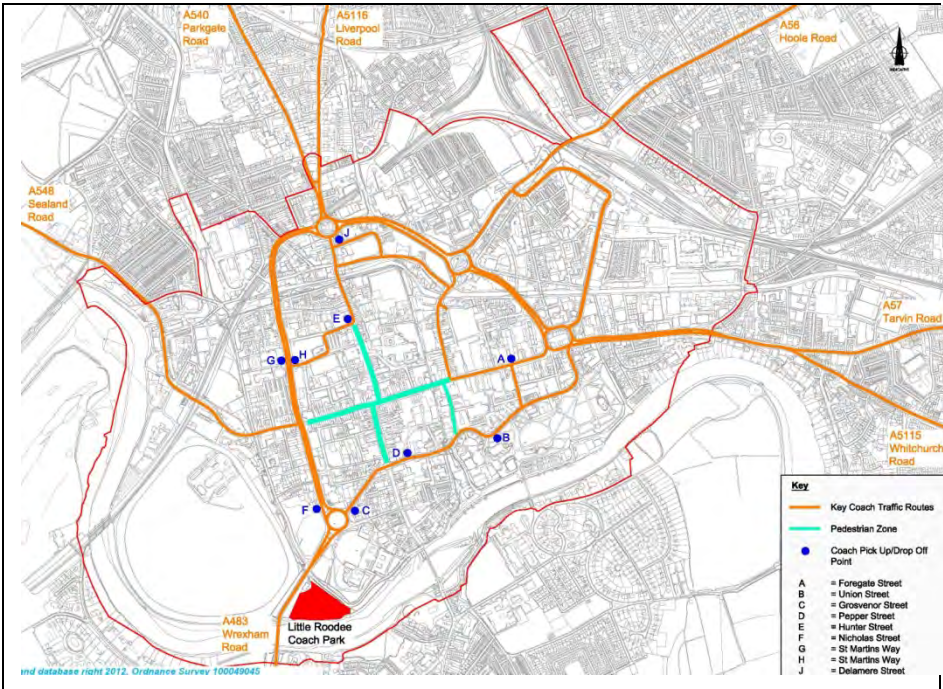 A540
Parkgate
Road
A5116
Liverpool
Road
A56
Hoole Road
A548
Sealand
Road
J
E
G
H
A
A57
Tarvin Road
A5115
Whitchurch
Road
B
D
F
C
Little Roodee
Coach Park
A483
Wrexham
Road
Key
Key Coach Traffic Routes
Pedestrian Zone
Coach Pick Up/Drop Off
Point
A = Foregate Street
B = Union Street
C = Grosvenor Street
D = Pepper Street
E = Hunter Street
F = Nicholas Street
G = St Martins Way
H = St Martins Way
J = Delamere Street
and database right 2012. Ordnance Survey 100049045